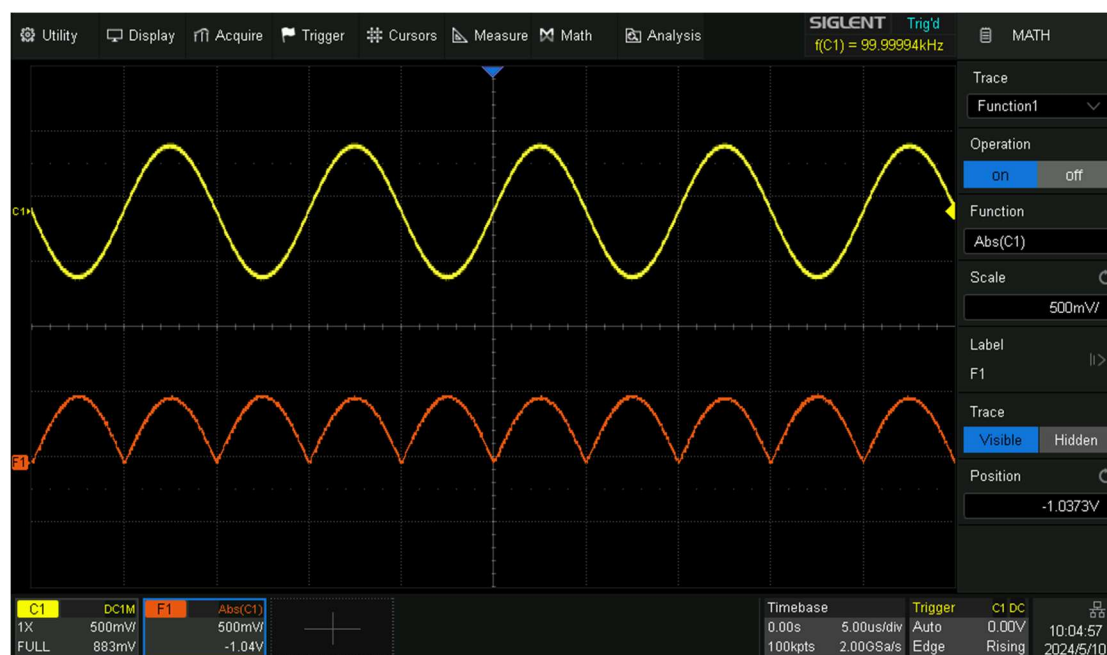 Utility Display Acquire Trigger Cursors Measure Math Analysis
SIGLENT Trig'd
f(C1) = 99.99994kHz
MATH
Trace
Function1
Operation
on off
Function
Abs(C1)
Scale
500mV/
Label
F1
Trace
Visible Hidden
Position
-1.0373V
C1
F1
C1 DC1M
1X 500mV/
FULL 883mV
F1 Abs(C1)
500mV/
-1.04V
Timebase
0.00s 5.00us/div
100kpts 2.00GSa/s
Trigger C1 DC
Auto 0.00V
Edge Rising
10:04:57
2024/5/10